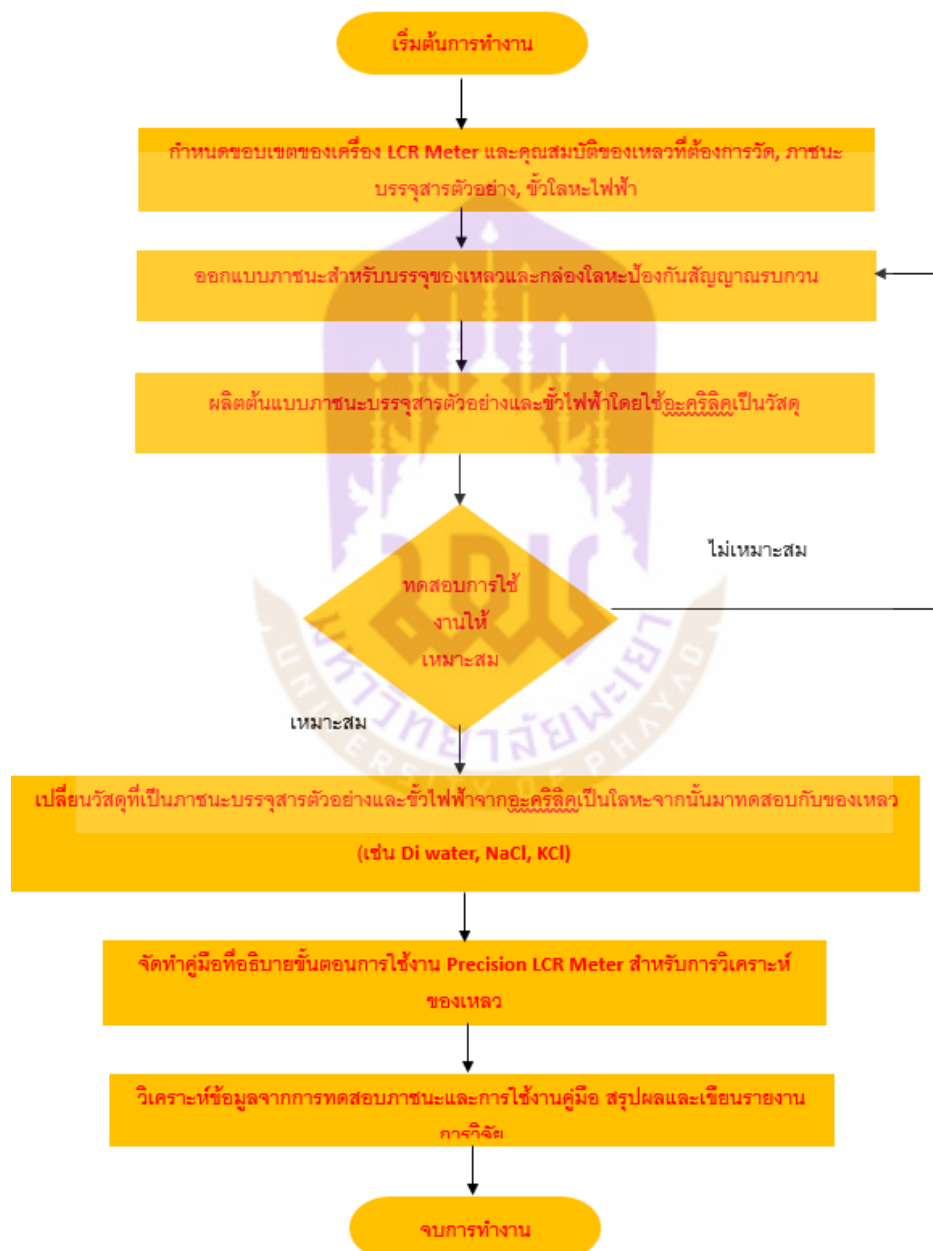 เริ่มต้นการทำงาน
กำหนดขอบเขตของเครื่อง LCR Meter และคุณสมบัติของเหลวที่ต้องการวัด, ภาชนะ
บรรจุสารตัวอย่าง, ขั้วโลหะไฟฟ้า
ออกแบบภาชนะสำหรับบรรจุของเหลวและกล่องโลหะป้องกันสัญญาณรบกวน
ผลิตต้นแบบภาชนะบรรจุสารตัวอย่างและขั้วไฟฟ้าโดยใช้อะคริลิคเป็นวัสดุ
ไม่เหมาะสม
ทดสอบการใช้
งานให้
เหมาะสม
เหมาะสม
มหาวิทยาลัยพะเยา
UNIVERSITY OF PHAYAO
เปลี่ยนวัสดุที่เป็นภาชนะบรรจุสารตัวอย่างและขั้วไฟฟ้าจากอะคริลิคเป็นโลหะจากนั้นมาทดสอบกับของเหลว
(เช่น Di water, NaCl, KCl)
จัดทำคู่มือที่อธิบายขั้นตอนการใช้งาน Precision LCR Meter สำหรับการวิเคราะห์
ของเหลว
วิเคราะห์ข้อมูลจากการทดสอบภาชนะและการใช้งานคู่มือ สรุปผลและเขียนรายงาน
การวิจัย
จบการทำงาน